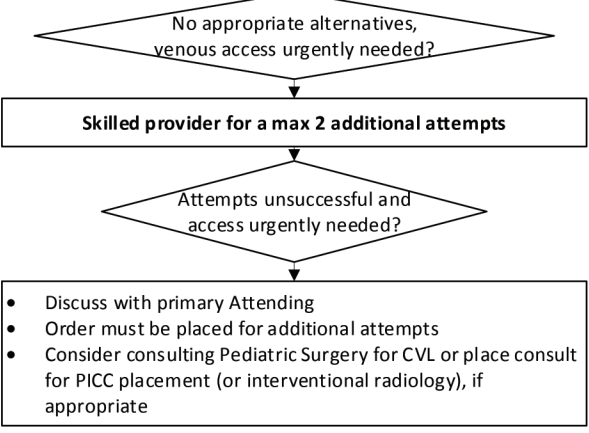 No appropriate alternatives,
venous access urgently needed?
Skilled provider for a max 2 additional attempts
Attempts unsuccessful and
access urgently needed?
• Discuss with primary Attending
• Order must be placed for additional attempts
• Consider consulting Pediatric Surgery for CVL or place consult
for PICC placement (or interventional radiology), if
appropriate